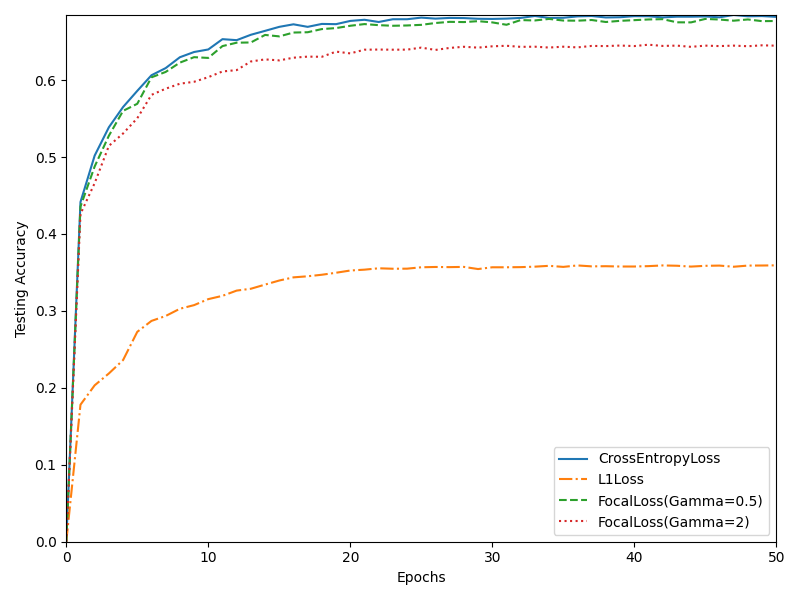 Testing Accuracy
0.6
0.5
0.4
0.3
0.2
0.1
0.0
0 10 20 30 40 50
Epochs
CrossEntropyLoss
L1Loss
FocalLoss(Gamma=0.5)
FocalLoss(Gamma=2)